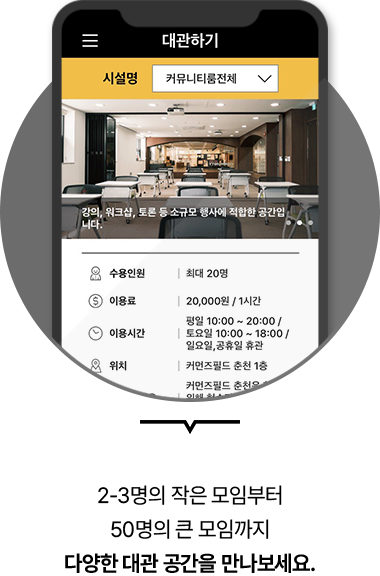 대관하기
시설명
커뮤니티룸전체
강의, 워크샵, 토론 등 소규모 행사에 적합한 공간입
니다.
수용인원 최대 20명
이용료 20,000원 / 1시간
이용시간 평일 10:00 ~ 20:00 /
토요일 10:00 ~ 18:00 /
일요일,공휴일 휴관
위치 커먼즈필드 춘천 1층
커먼즈필드 춘천은
2-3명의 작은 모임부터
50명의 큰 모임까지
다양한 대관 공간을 만나보세요.